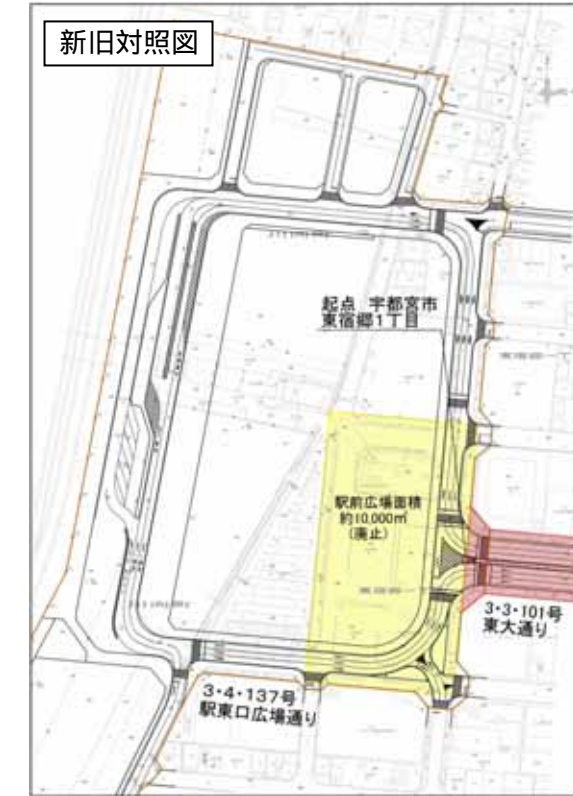 新旧対照図
起点 宇都宮市
東宿郷1丁目
駅前広場面積
約10,000㎡
(廃止)
3・3・101号
東大通り
3・4・137号
駅東口広場通り